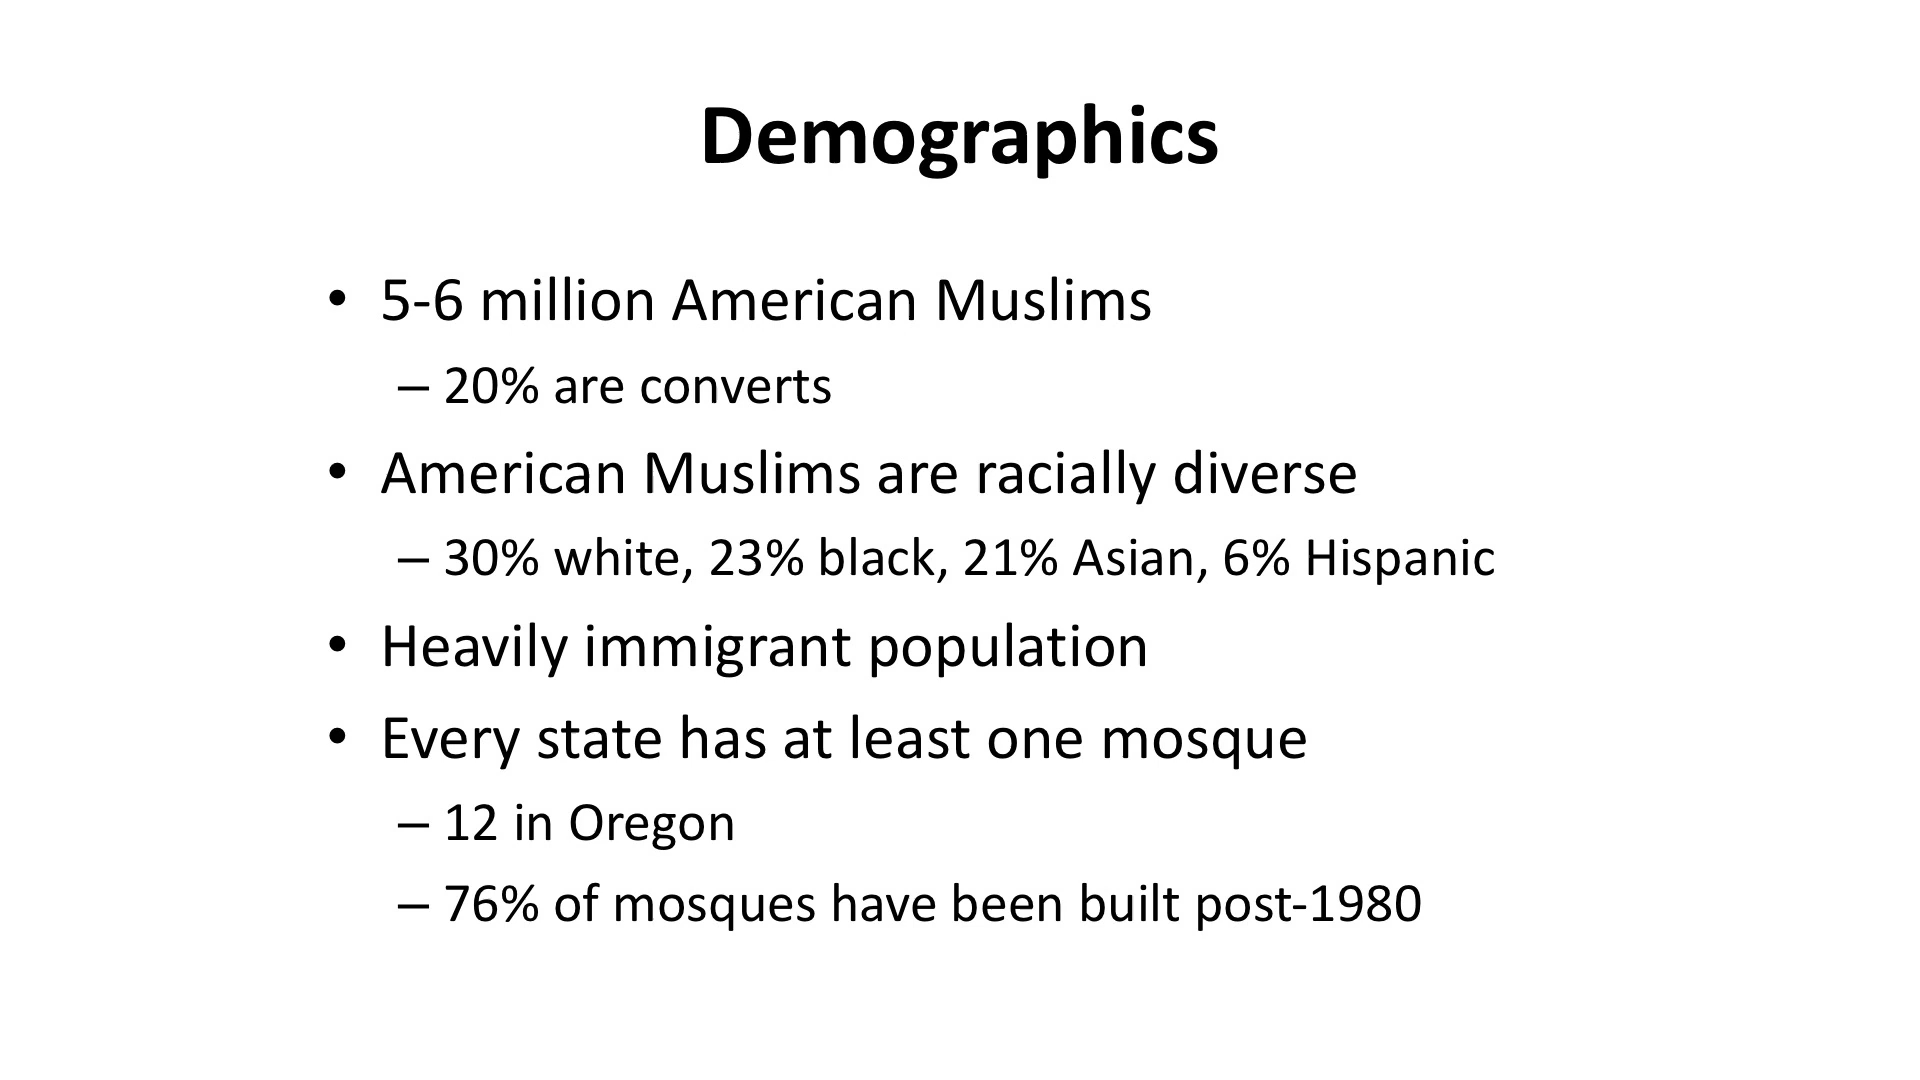 Demographics
• 5-6 million American Muslims
– 20% are converts
• American Muslims are racially diverse
– 30% white, 23% black, 21% Asian, 6% Hispanic
• Heavily immigrant population
• Every state has at least one mosque
– 12 in Oregon
– 76% of mosques have been built post-1980